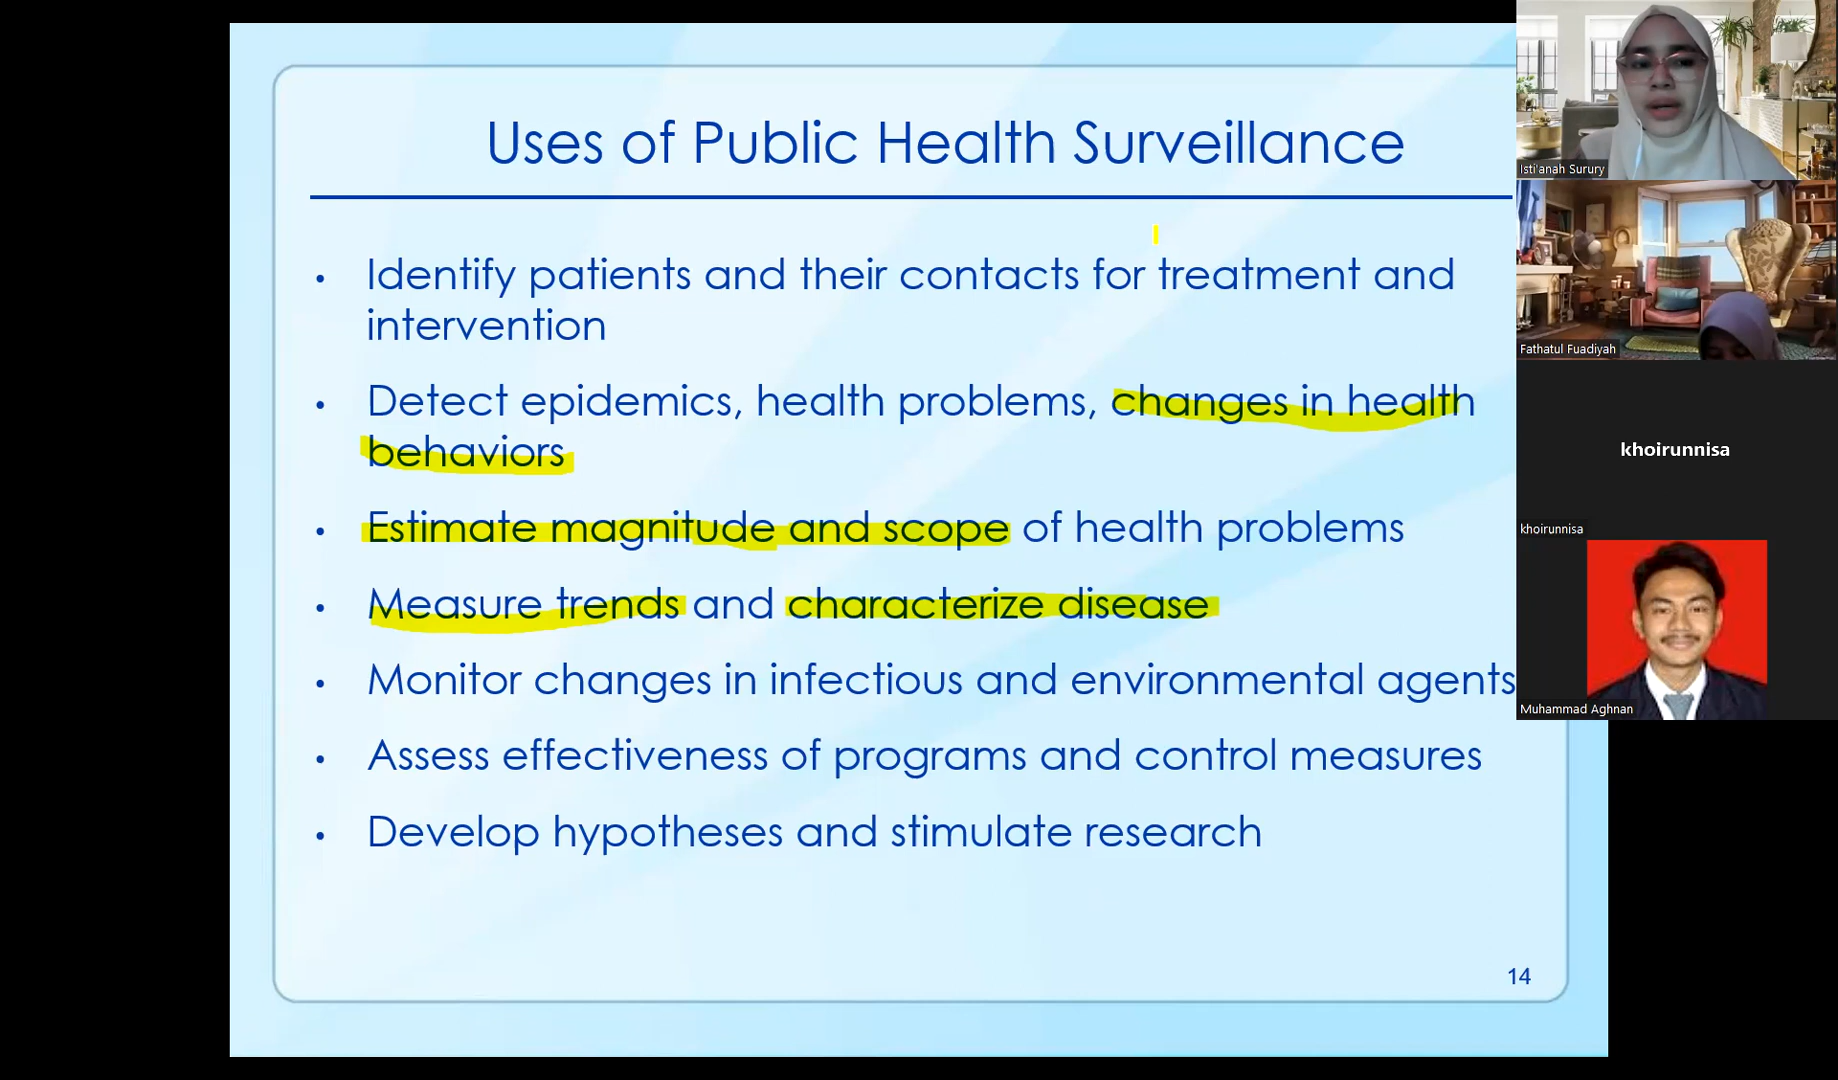 Uses of Public Health Surveillance
• Identify patients and their contacts for treatment and
intervention
• Detect epidemics, health problems, changes in health
behaviors
• Estimate magnitude and scope of health problems
• Measure trends and characterize disease
• Monitor changes in infectious and environmental agents
• Assess effectiveness of programs and control measures
• Develop hypotheses and stimulate research
14
Isti'anah Surury
Fathatul Fuadiyah
khoirunnisa
khoirunnisa
Muhammad Aghnan